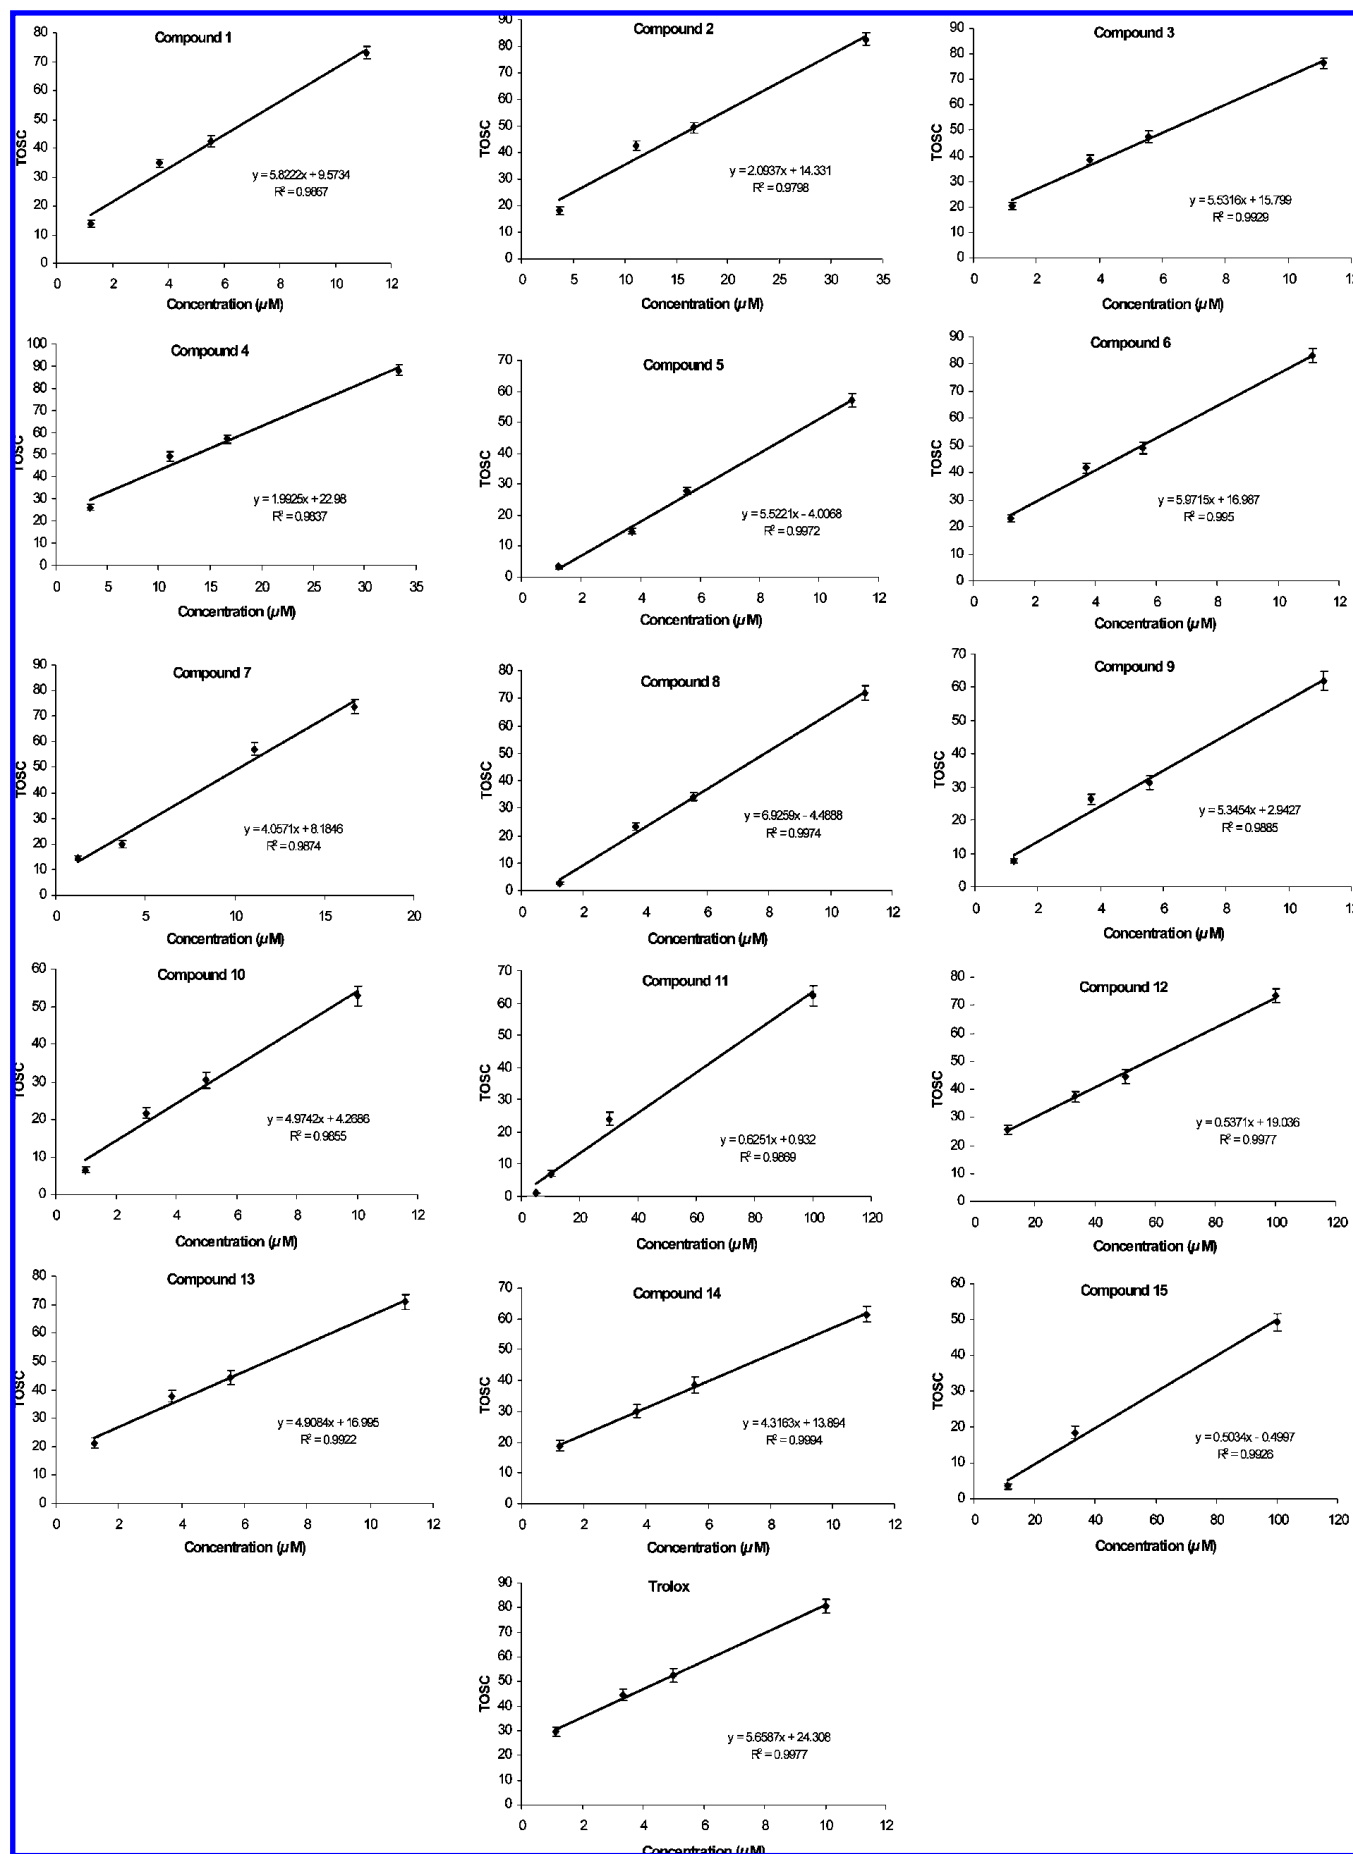 Compound 1
TOSC
80
70
60
50
40
30
20
10
0
y = 5.8222x + 9.5734
R² = 0.9867
0 2 4 6 8 10 12
Concentration (µM)
Compound 2
TOSC
90
80
70
60
50
40
30
20
10
0
y = 2.0937x + 14.331
R² = 0.9798
0 5 10 15 20 25 30 35
Concentration (µM)
Compound 3
TOSC
90
80
70
60
50
40
30
20
10
0
y = 5.5316x + 15.799
R² = 0.9929
0 2 4 6 8 10 12
Concentration (µM)
Compound 4
TOSC
100
90
80
70
60
50
40
30
20
10
0
y = 1.9925x + 22.98
R² = 0.9837
0 5 10 15 20 25 30 35
Concentration (µM)
Compound 5
TOSC
70
60
50
40
30
20
10
0
y = 5.5221x - 4.0068
R² = 0.9972
0 2 4 6 8 10 12
Concentration (µM)
Compound 6
TOSC
90
80
70
60
50
40
30
20
10
0
y = 5.9715x + 16.987
R² = 0.995
0 2 4 6 8 10 12
Concentration (µM)
Compound 7
TOSC
90
80
70
60
50
40
30
20
10
0
y = 4.0571x + 8.1846
R² = 0.9874
0 5 10 15 20
Concentration (µM)
Compound 8
TOSC
80
70
60
50
40
30
20
10
0
y = 6.9259x - 4.4888
R² = 0.9974
0 2 4 6 8 10 12
Concentration (µM)
Compound 9
TOSC
70
60
50
40
30
20
10
0
y = 5.3454x + 2.9427
R² = 0.9885
0 2 4 6 8 10 12
Concentration (µM)
Compound 10
TOSC
60
50
40
30
20
10
0
y = 4.9742x + 4.2686
R² = 0.9855
0 2 4 6 8 10 12
Concentration (µM)
Compound 11
TOSC
70
60
50
40
30
20
10
0
y = 0.6251x + 0.932
R² = 0.9869
0 20 40 60 80 100 120
Concentration (µM)
Compound 12
TOSC
80
70
60
50
40
30
20
10
0
y = 0.5371x + 19.036
R² = 0.9977
0 20 40 60 80 100 120
Concentration (µM)
Compound 13
TOSC
80
70
60
50
40
30
20
10
0
y = 4.9084x + 16.995
R² = 0.9922
0 2 4 6 8 10 12
Concentration (µM)
Compound 14
TOSC
70
60
50
40
30
20
10
0
y = 4.3163x + 13.894
R² = 0.9994
0 2 4 6 8 10 12
Concentration (µM)
Compound 15
TOSC
60
50
40
30
20
10
0
y = 0.5034x - 0.4997
R² = 0.9926
0 20 40 60 80 100 120
Concentration (µM)
Trolox
TOSC
90
80
70
60
50
40
30
20
10
0
y = 5.6587x + 24.308
R² = 0.9977
0 2 4 6 8 10 12
Concentration (µM)